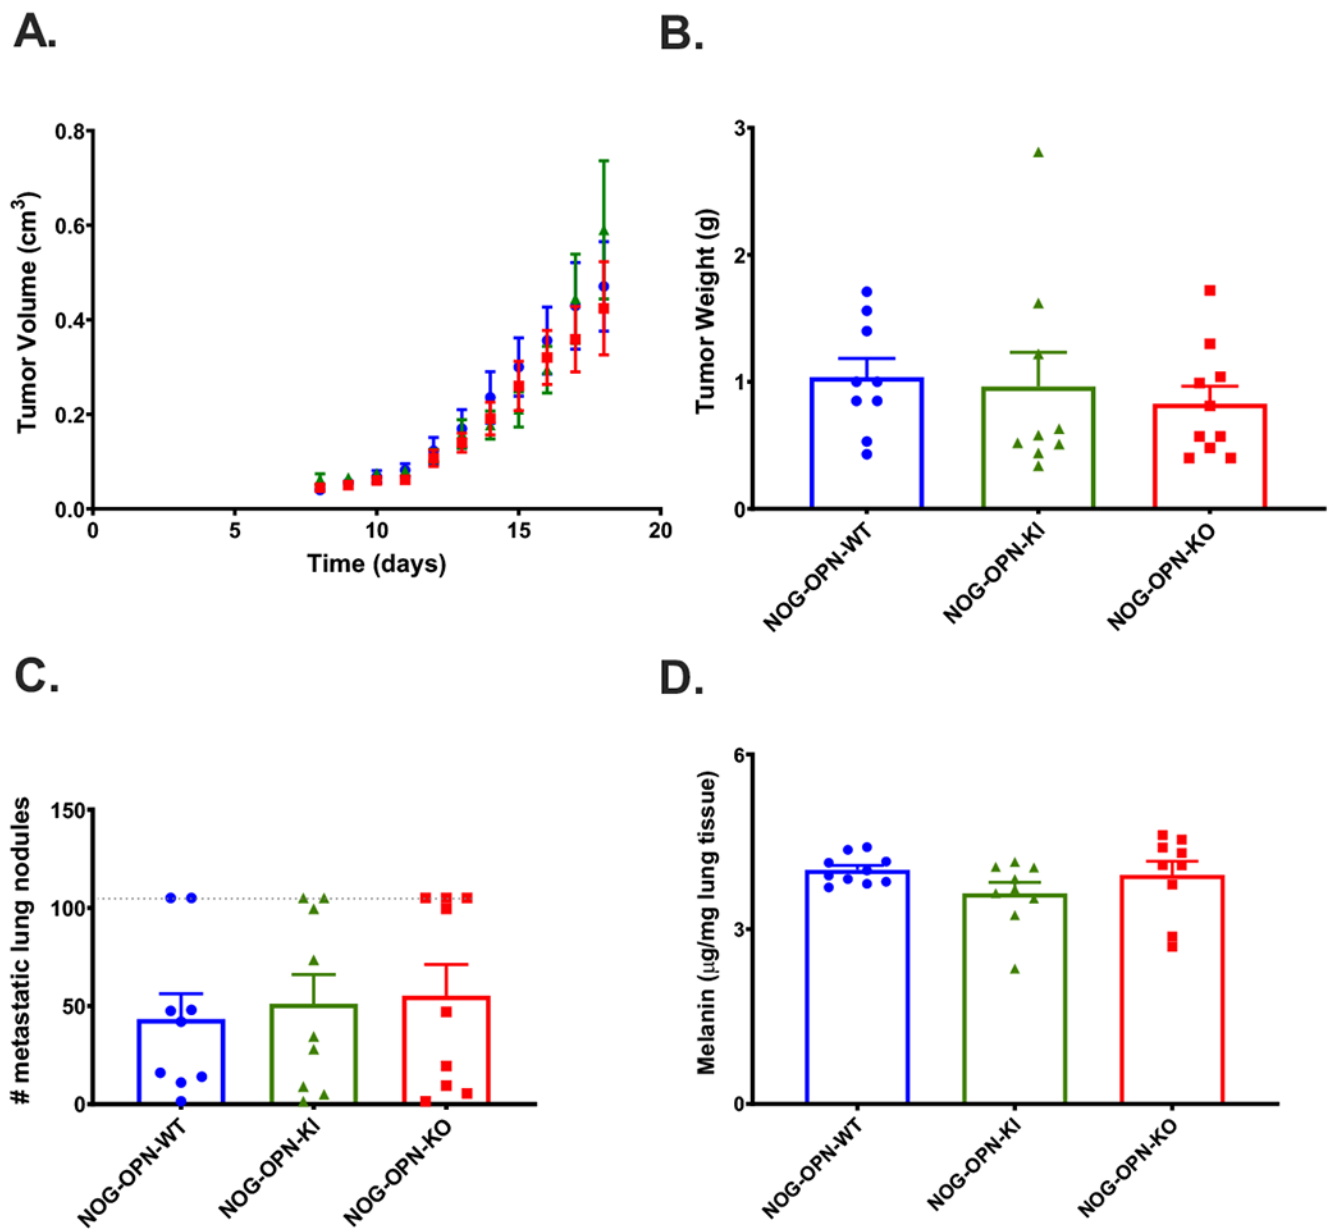 A.
B.
0.8
0.6
0.4
0.2
0.0
Tumor Volume (cm³)
0
5
10
15
20
Time (days)
3
2
1
0
Tumor Weight (g)
NOG-OPN-WT
NOG-OPN-KI
NOG-OPN-KO
C.
D.
150
100
50
0
# metastatic lung nodules
NOG-OPN-WT
NOG-OPN-KI
NOG-OPN-KO
6
3
0
Melanin (µg/mg lung tissue)
NOG-OPN-WT
NOG-OPN-KI
NOG-OPN-KO